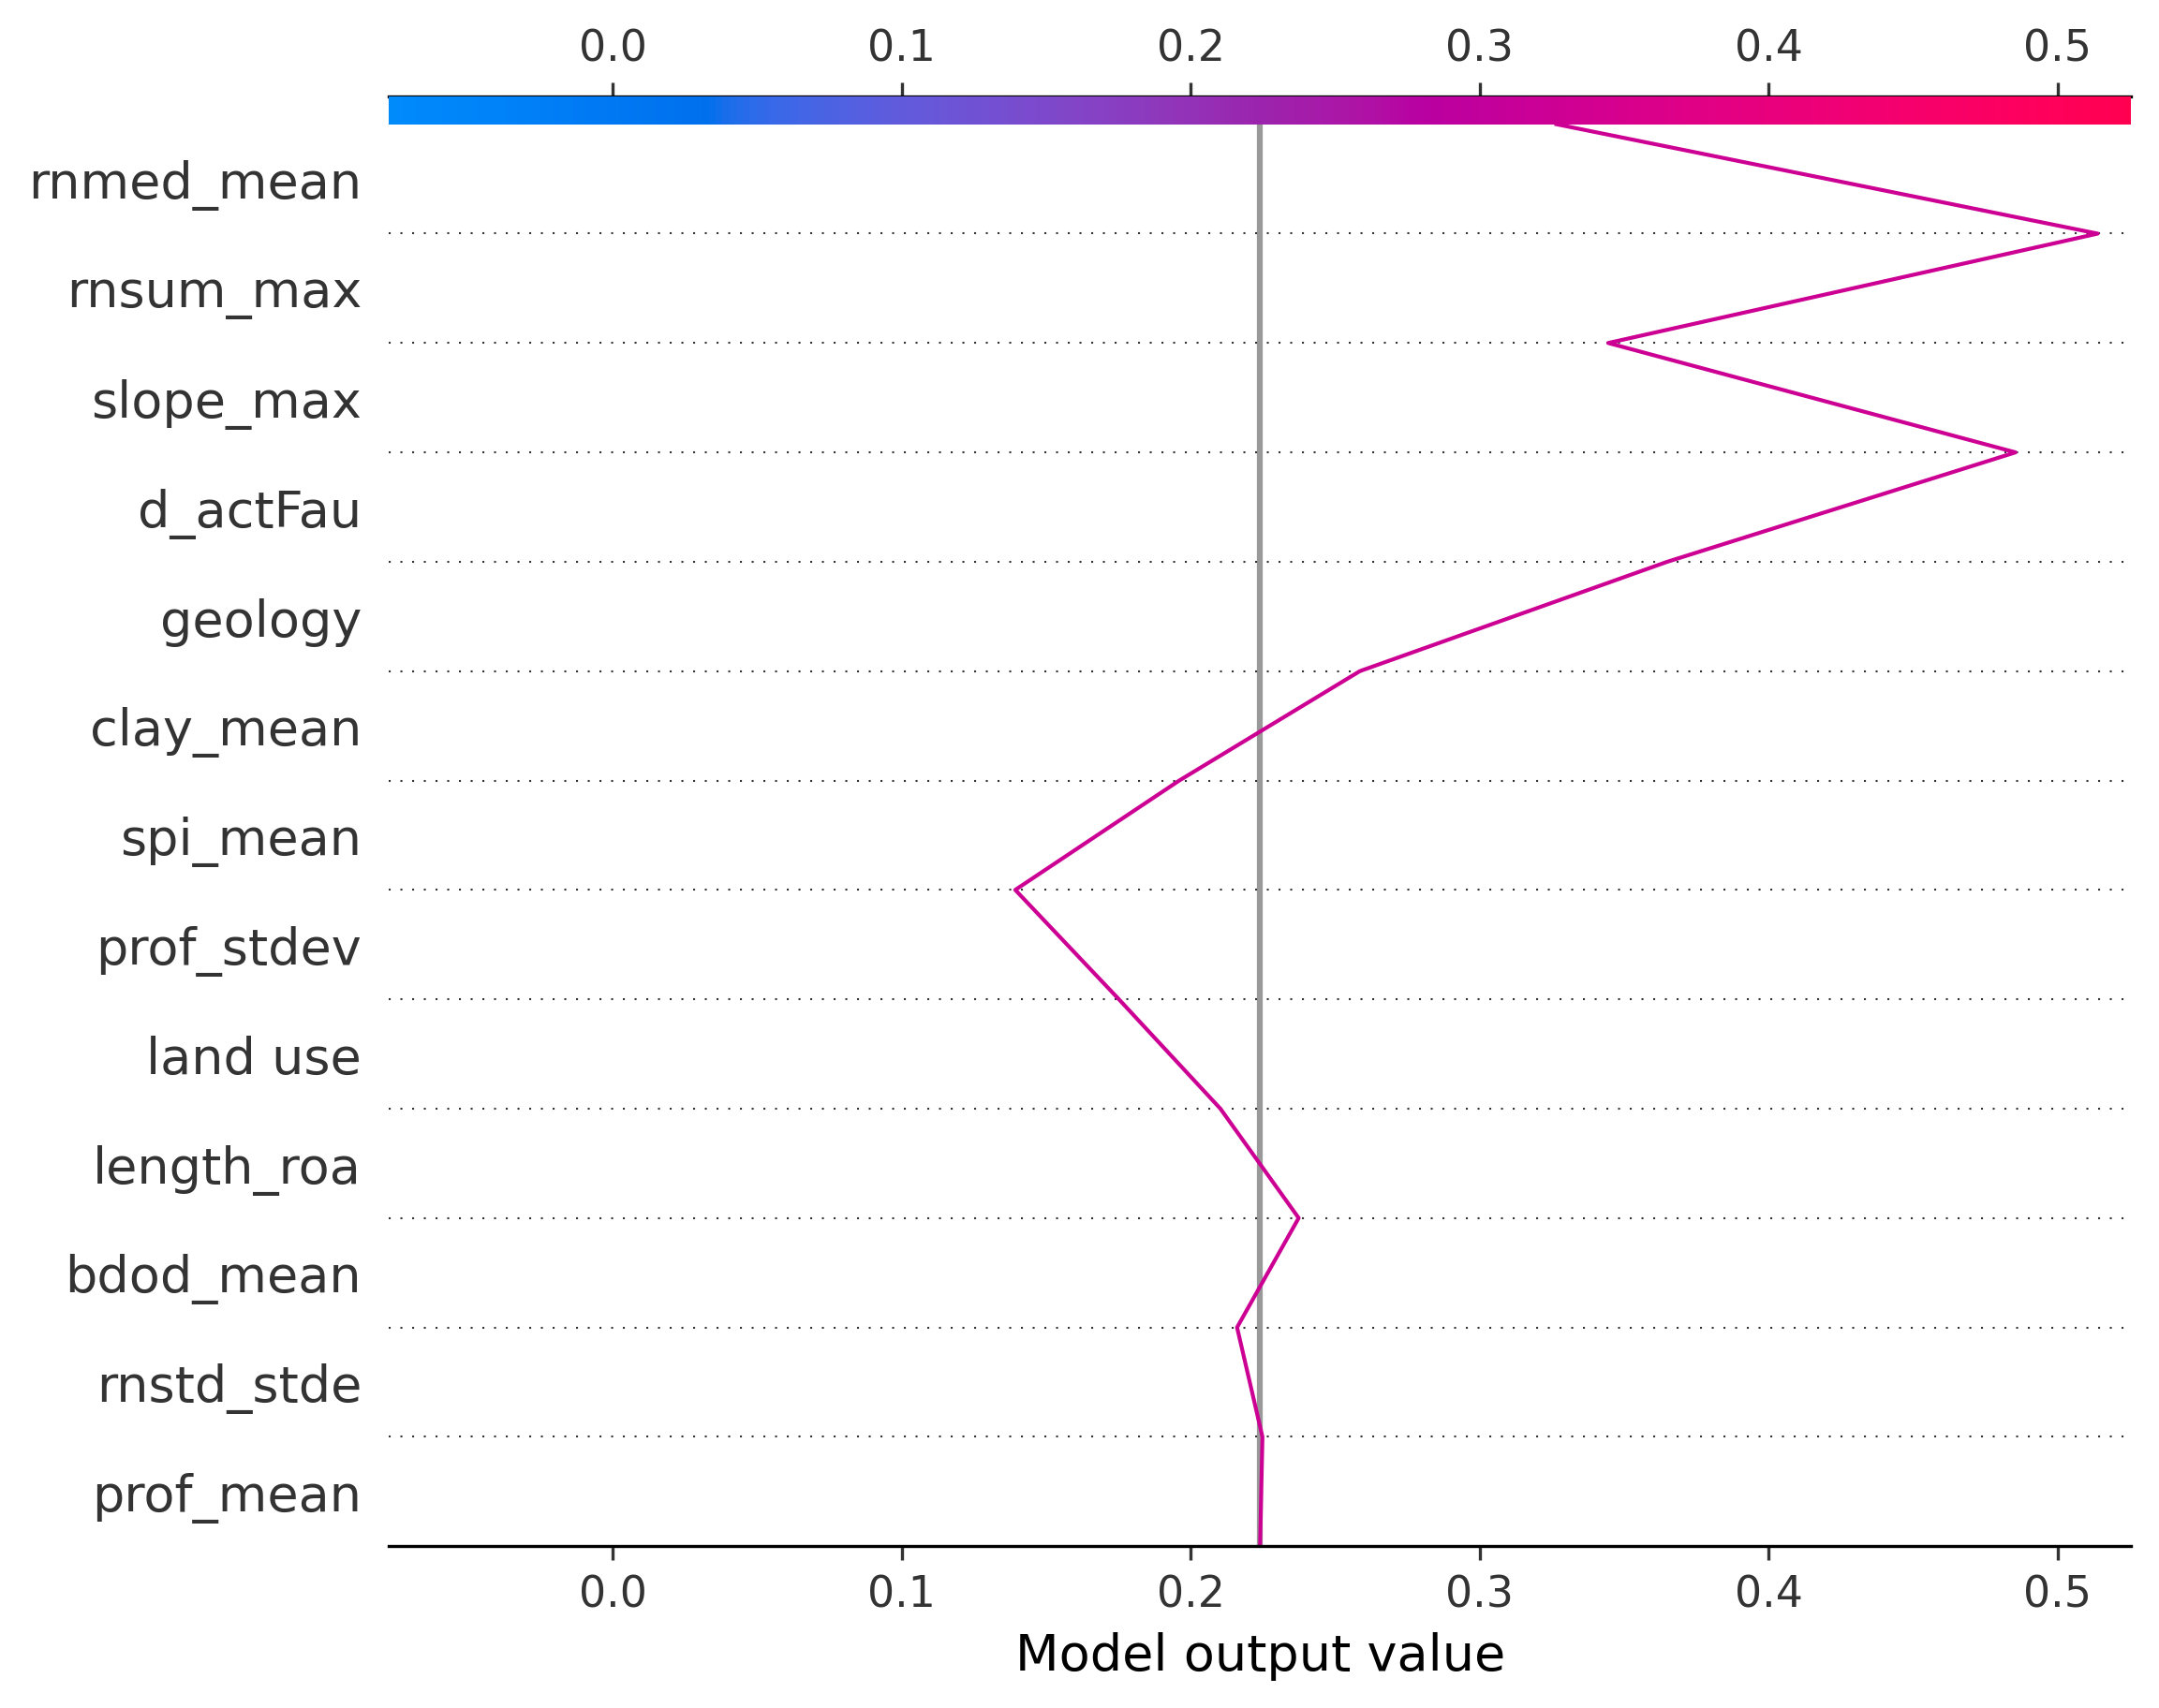 0.0 0.1 0.2 0.3 0.4 0.5
rnmed_mean
rnsum_max
slope_max
d_actFau
geology
clay_mean
spi_mean
prof_stdev
land use
length_roa
bdod_mean
rnstd_stde
prof_mean
0.0 0.1 0.2 0.3 0.4 0.5
Model output value